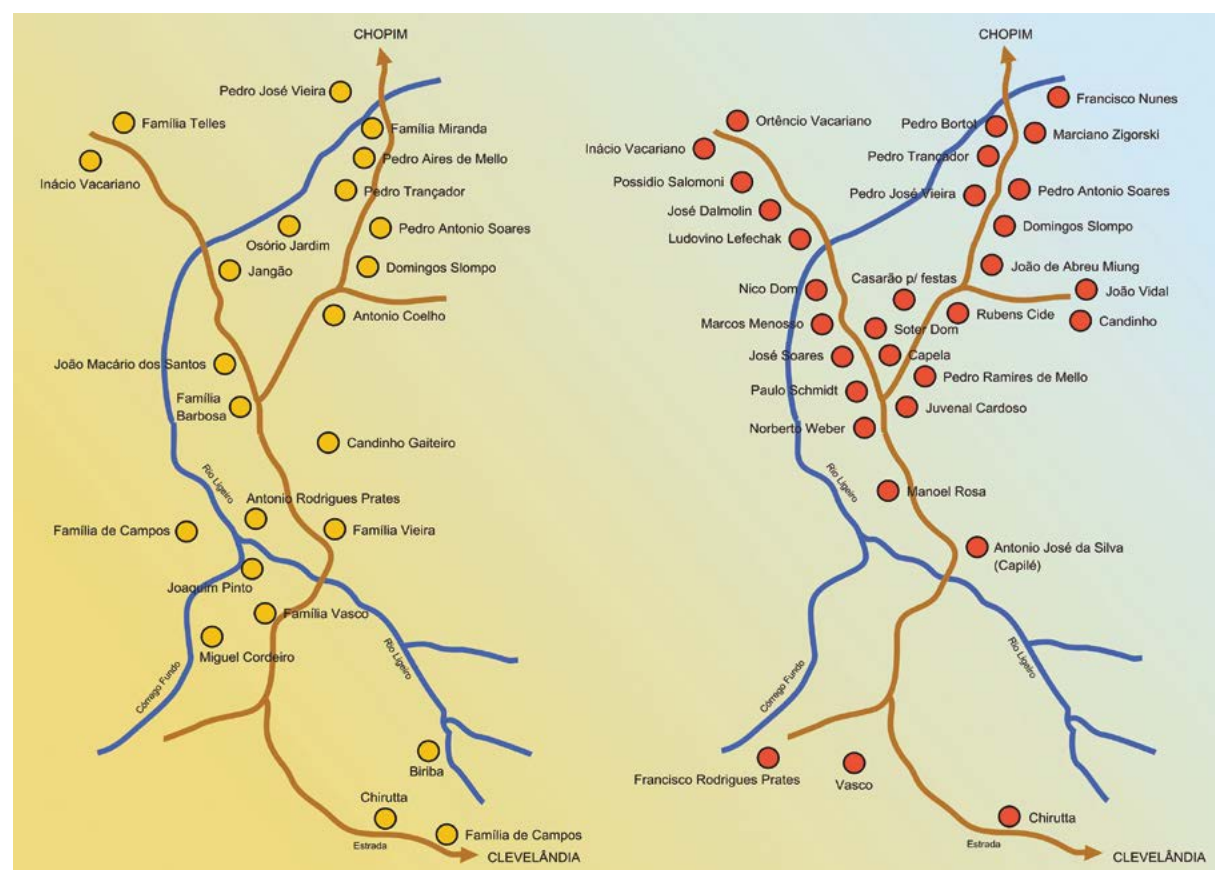 CHOPIM
Pedro José Vieira
Família Telles
Família Miranda
Inácio Vacariano
Pedro Aires de Mello
Pedro Trançador
Osório Jardim
Pedro Antonio Soares
Jangão
Domingos Slompo
Antonio Coelho
João Macário dos Santos
Família
Barbosa
Candinho Gaiteiro
Rio Ligeiro
Antonio Rodrigues Prates
Família de Campos
Família Vieira
Joaquim Pinto
Família Vasco
Miguel Cordeiro
Rio Ligeiro
Córrego Fundo
Biriba
Chirutta
Família de Campos
Estrada
CLEVELÂNDIA
CHOPIM
Francisco Nunes
Ortêncio Vacariano
Pedro Bortot
Marciano Zigorski
Inácio Vacariano
Pedro Trançador
Possidio Salomoni
Pedro José Vieira
Pedro Antonio Soares
José Dalmolin
Domingos Slompo
Ludovino Lefechak
João de Abreu Miung
Casarão p/ festas
Nico Dom
João Vidal
Marcos Menosso
Soter Dom
Rubens Cide
Candinho
José Soares
Capela
Pedro Ramires de Mello
Paulo Schmidt
Juvenal Cardoso
Norberto Weber
Rio Ligeiro
Manoel Rosa
Antonio José da Silva
(Capilé)
Rio Ligeiro
Córrego Fundo
Francisco Rodrigues Prates
Vasco
Chirutta
Estrada
CLEVELÂNDIA